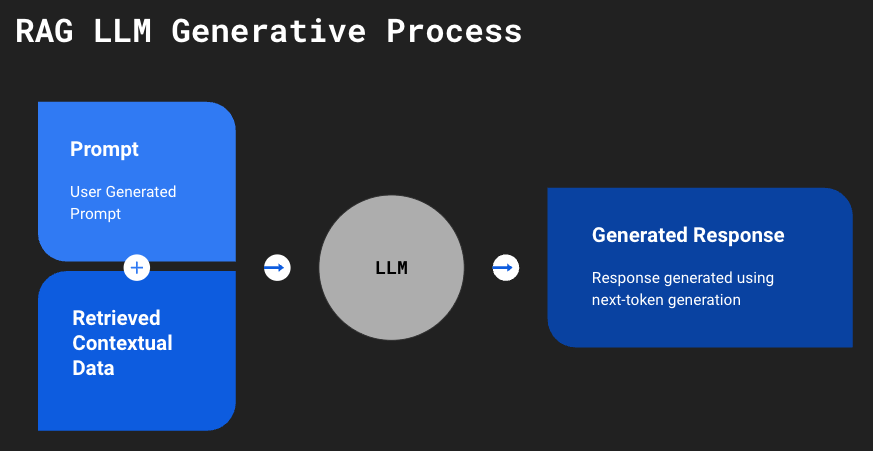 RAG LLM Generative Process
Prompt
User Generated
Prompt
Retrieved
Contextual
Data
LLM
Generated Response
Response generated using
next-token generation